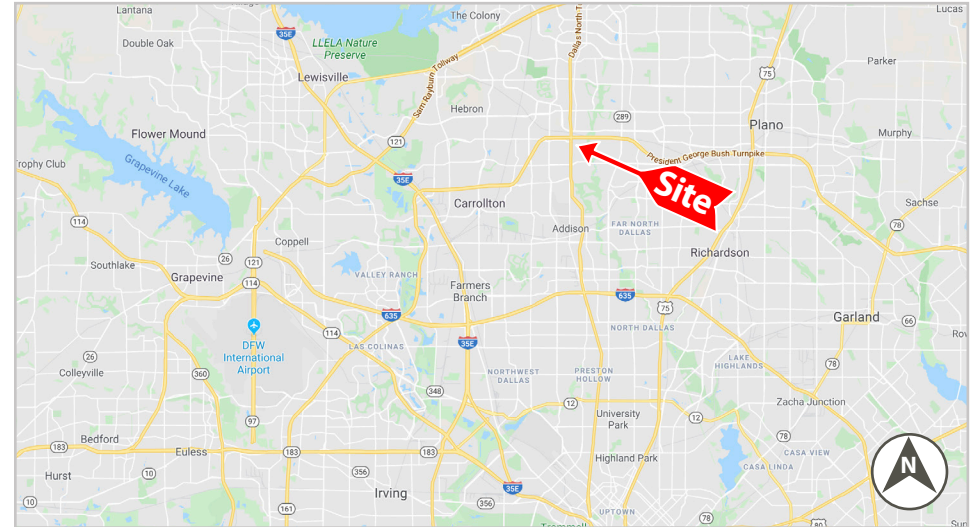 Lantana
The Colony
Lucas
35E
Double Oak
LLELA Nature
Preserve
Dallas North T
Parker
Lewisville
Sam Rayburn Tollway
75
Hebron
289
Flower Mound
121
Plano
Murphy
rophy Club
Grapevine Lake
President George Bush Turnpike
35E
Site
Carrollton
Sachse
114
Addison
FAR NORTH
DALLAS
78
Coppell
Richardson
Southlake
26
121
Grapevine
114
VALLEY RANCH
Farmers
Branch
635
75
635
Garland
66
DFW
International
Airport
114
NORTH DALLAS
Ro
LAS COLINAS
35E
26
Colleyville
360
NORTHWEST
DALLAS
PRESTON
HOLLOW
LAKE
HIGHLANDS
78
348
12
Zacha Junction
97
University
Park
12
Bedford
183
Euless
183
183
78
CASA VIEW
N
Highland Park
CASA LINDA
Hurst
10
356
Irving
35E
10
161
356
UPTOWN
78
80